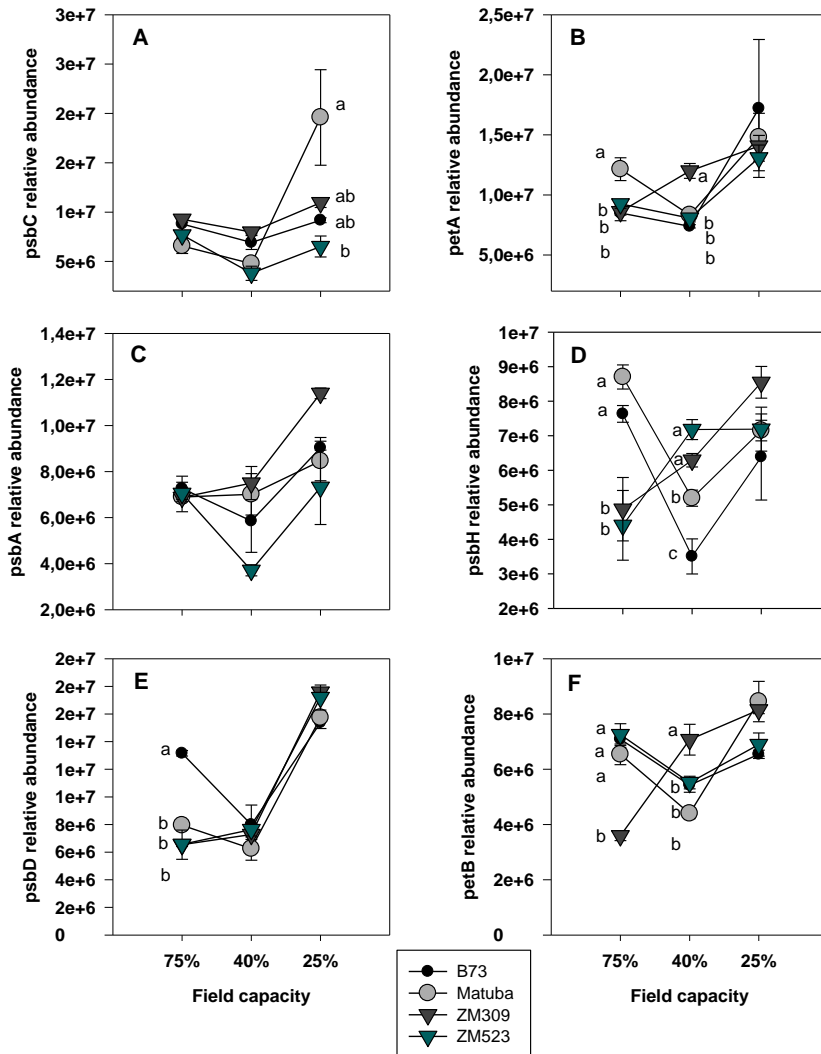 A
psbC relative abundance
3e+7
3e+7
2e+7
2e+7
1e+7
5e+6
a
ab
ab
b
B
petA relative abundance
2,5e+7
2,0e+7
1,5e+7
1,0e+7
5,0e+6
a
b
b
b
a
b
b
b
C
psbA relative abundance
1,4e+7
1,2e+7
1,0e+7
8,0e+6
6,0e+6
4,0e+6
2,0e+6
D
psbH relative abundance
1e+7
9e+6
8e+6
7e+6
6e+6
5e+6
4e+6
3e+6
2e+6
a
a
b
b
a
a
b
c
E
psbD relative abundance
2e+7
2e+7
2e+7
1e+7
1e+7
1e+7
8e+6
6e+6
4e+6
2e+6
0
a
b
b
b
75%
40%
25%
Field capacity
F
petB relative abundance
1e+7
8e+6
6e+6
4e+6
2e+6
0
a
a
a
b
a
b
b
b
75%
40%
25%
Field capacity
B73
Matuba
ZM309
ZM523